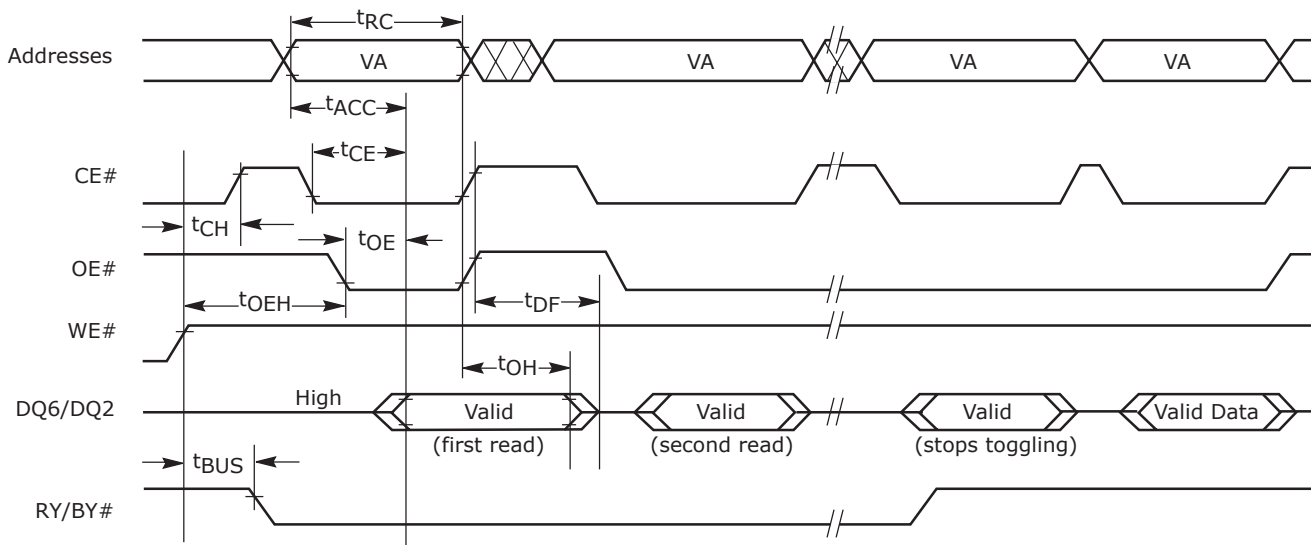 tRC
Addresses VA VA VA VA
tACC
tCE
CE#
tCH
tOE
OE#
tOEH tDF
WE#
tOH
High
DQ6/DQ2 Valid Valid Valid Valid Data
(first read) (second read) (stops toggling)
tBUS
RY/BY#